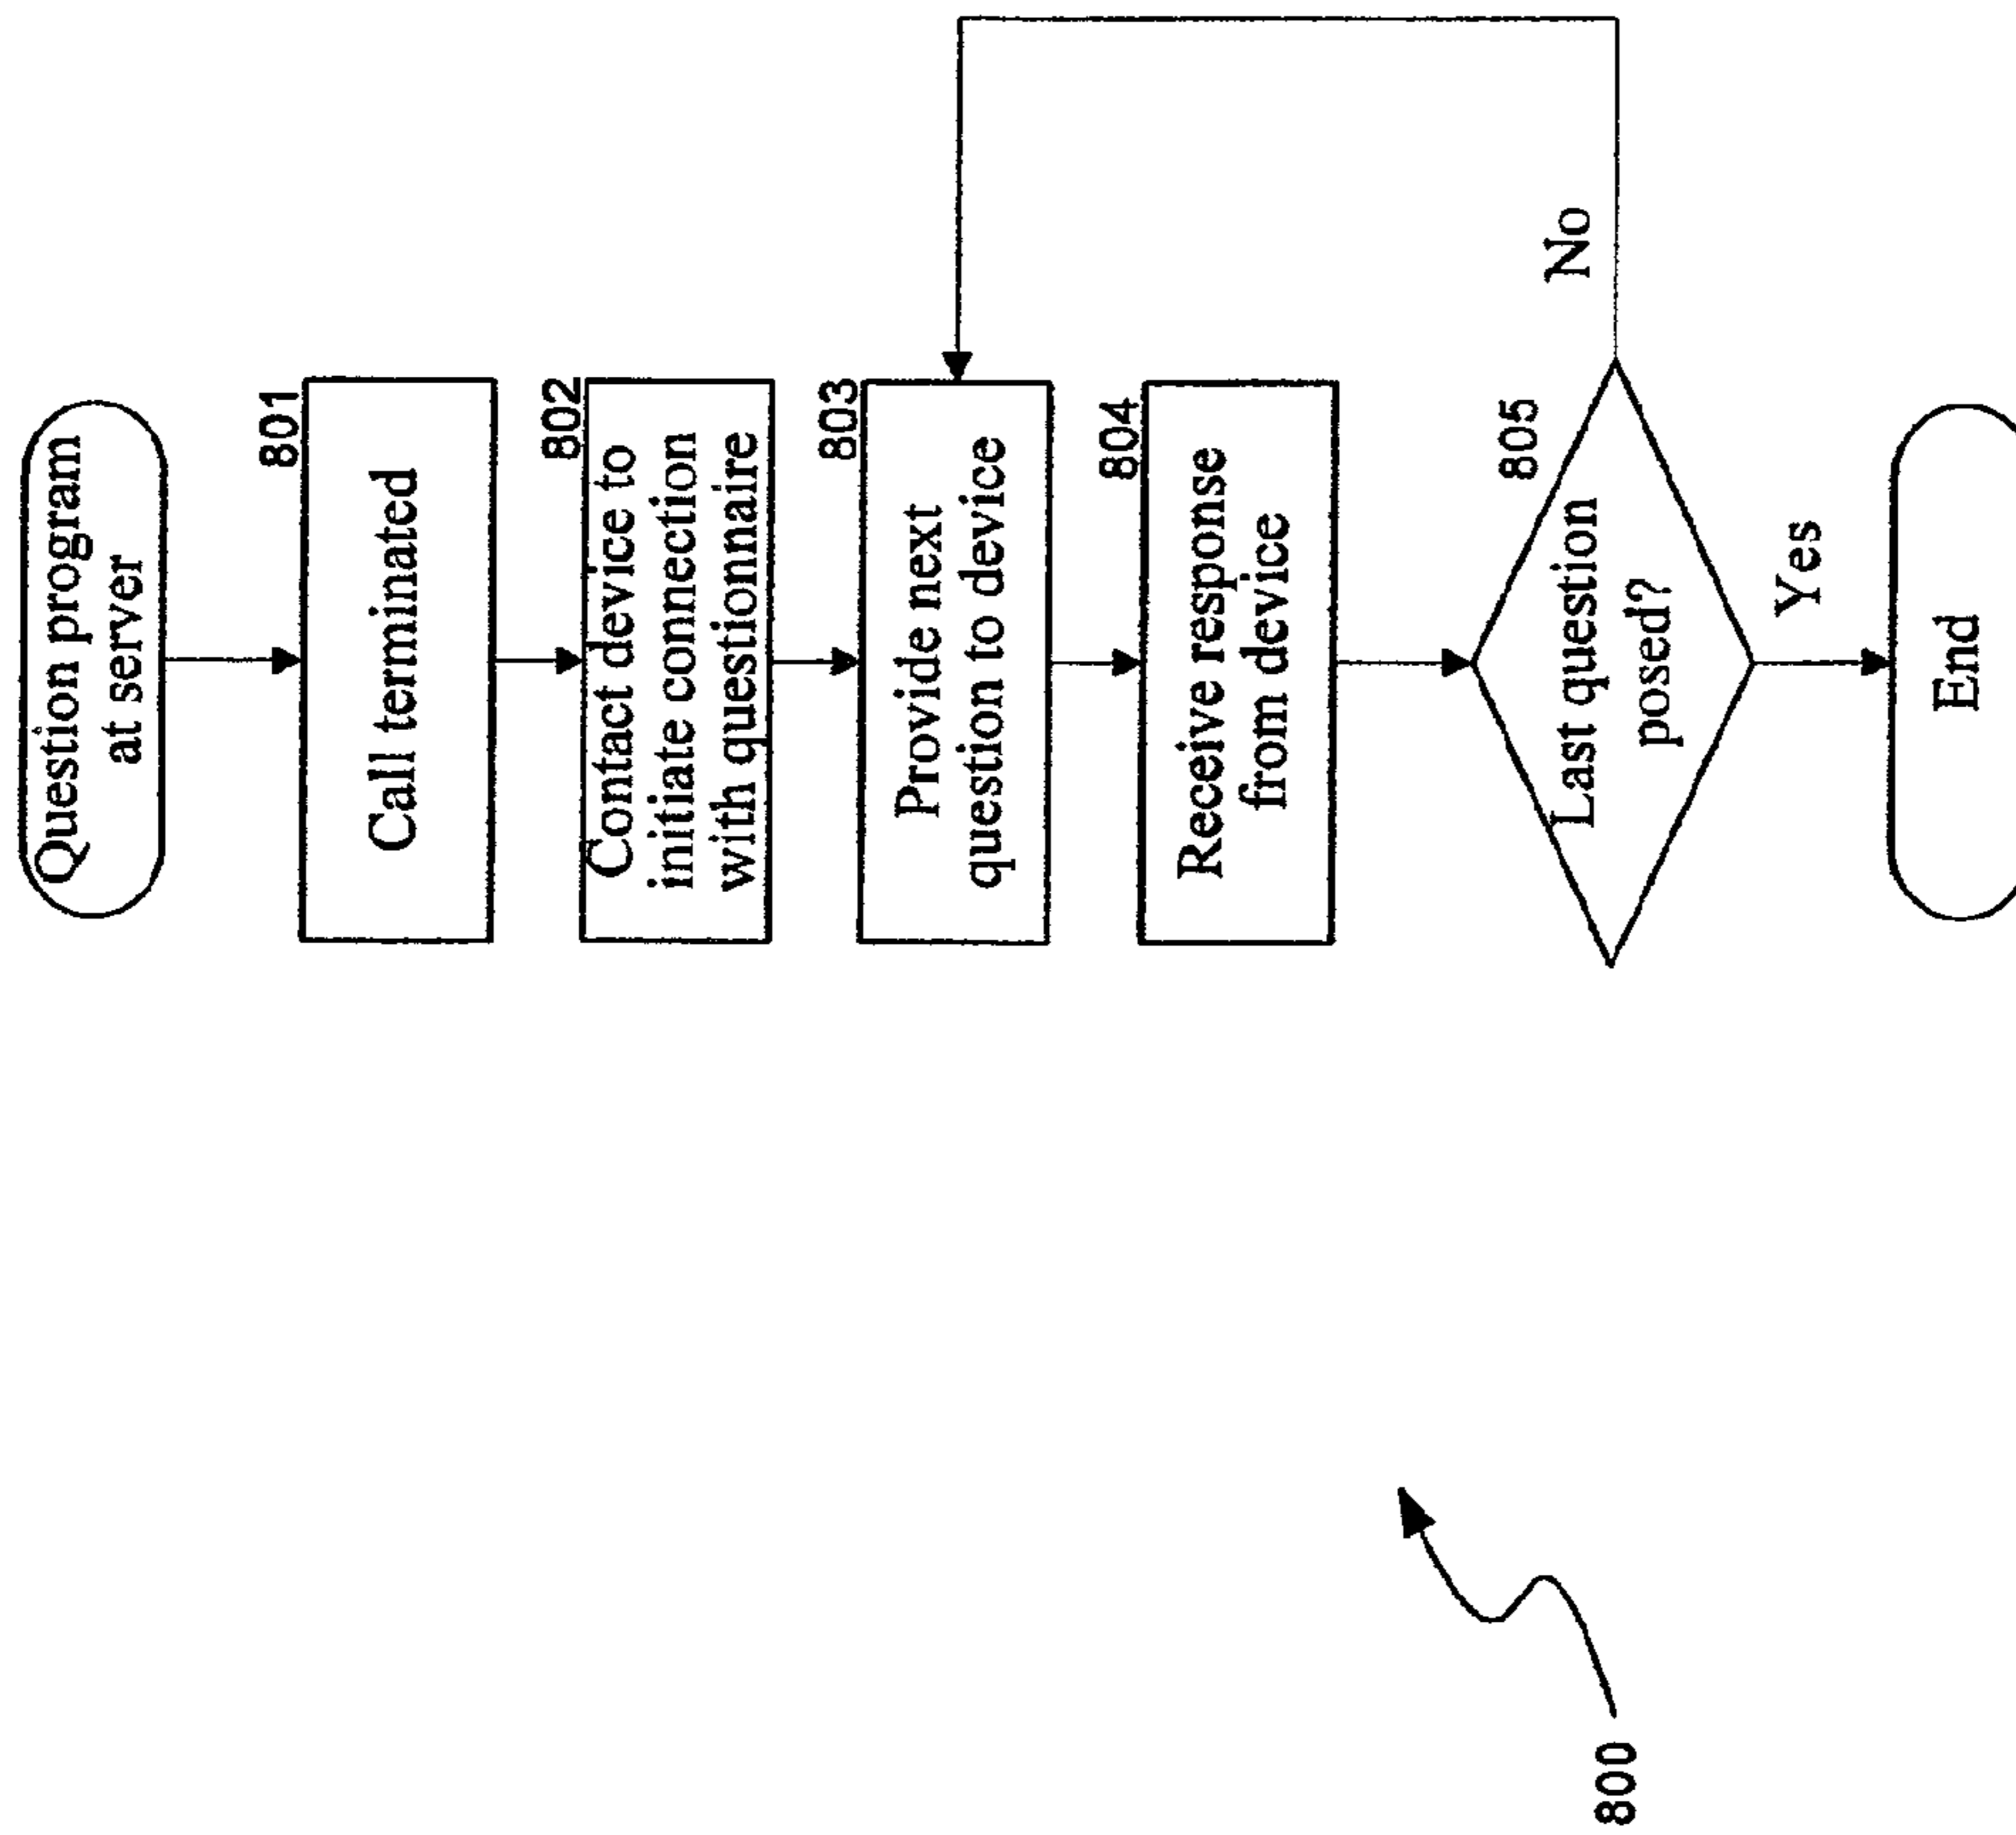 Question program
at server
801
Call terminated
802
Contact device to
initiate connection
with questionnaire
803
Provide next
question to device
804
Receive response
from device
805
Last question
posed?
No
Yes
End
800